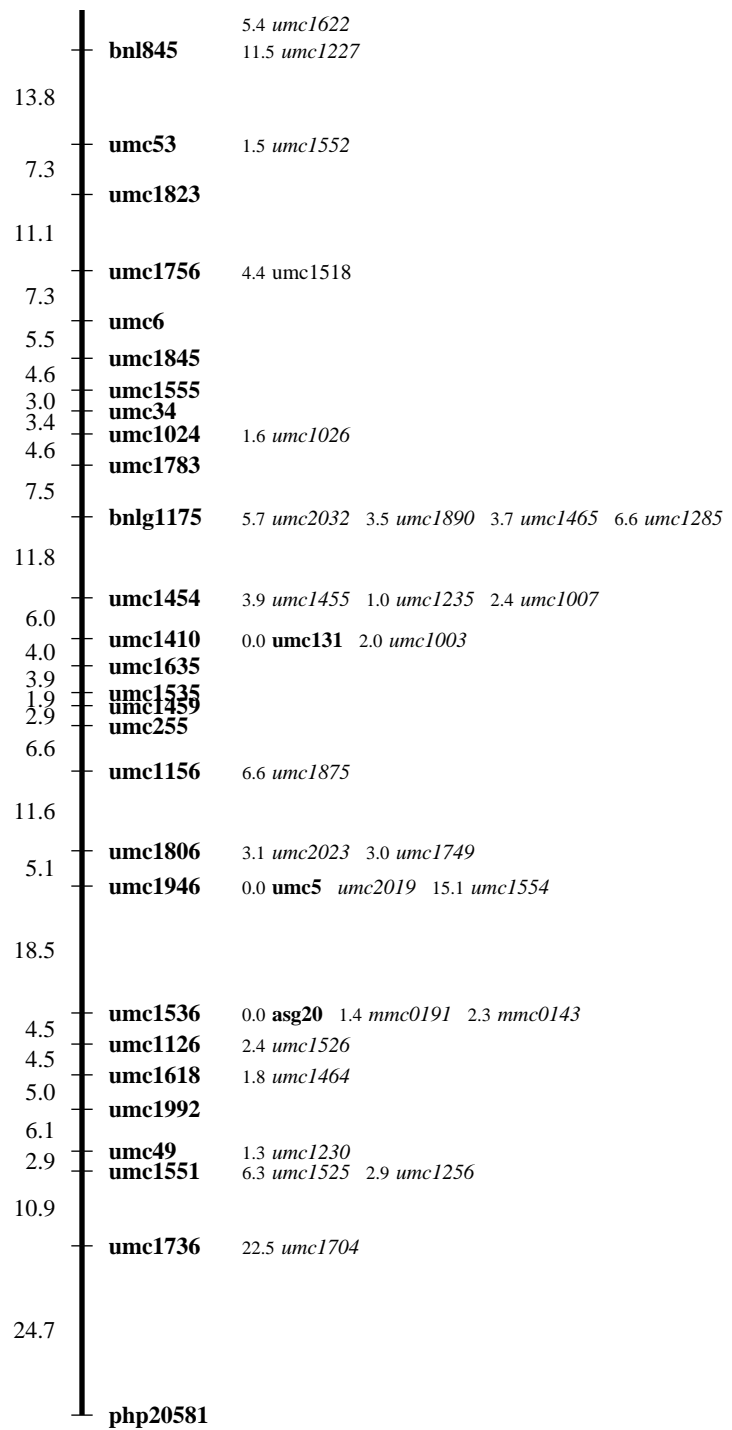 5.4 umc1622
bnl845 11.5 umc1227
13.8
umc53 1.5 umc1552
7.3
umc1823
11.1
umc1756 4.4 umc1518
7.3
umc6
5.5
umc1845
4.6
umc1555
3.0
umc34
3.4
umc1024 1.6 umc1026
4.6
umc1783
7.5
bnlg1175 5.7 umc2032 3.5 umc1890 3.7 umc1465 6.6 umc1285
11.8
umc1454 3.9 umc1455 1.0 umc1235 2.4 umc1007
6.0
umc1410 0.0 umc131 2.0 umc1003
4.0
umc1635
3.9
umc1535
1.9
umc1459
2.9
umc255
6.6
umc1156 6.6 umc1875
11.6
umc1806 3.1 umc2023 3.0 umc1749
5.1
umc1946 0.0 umc5 umc2019 15.1 umc1554
18.5
umc1536 0.0 asg20 1.4 mmc0191 2.3 mmc0143
4.5
umc1126 2.4 umc1526
4.5
umc1618 1.8 umc1464
5.0
umc1992
6.1
umc49 1.3 umc1230
2.9
umc1551 6.3 umc1525 2.9 umc1256
10.9
umc1736 22.5 umc1704
24.7
php20581